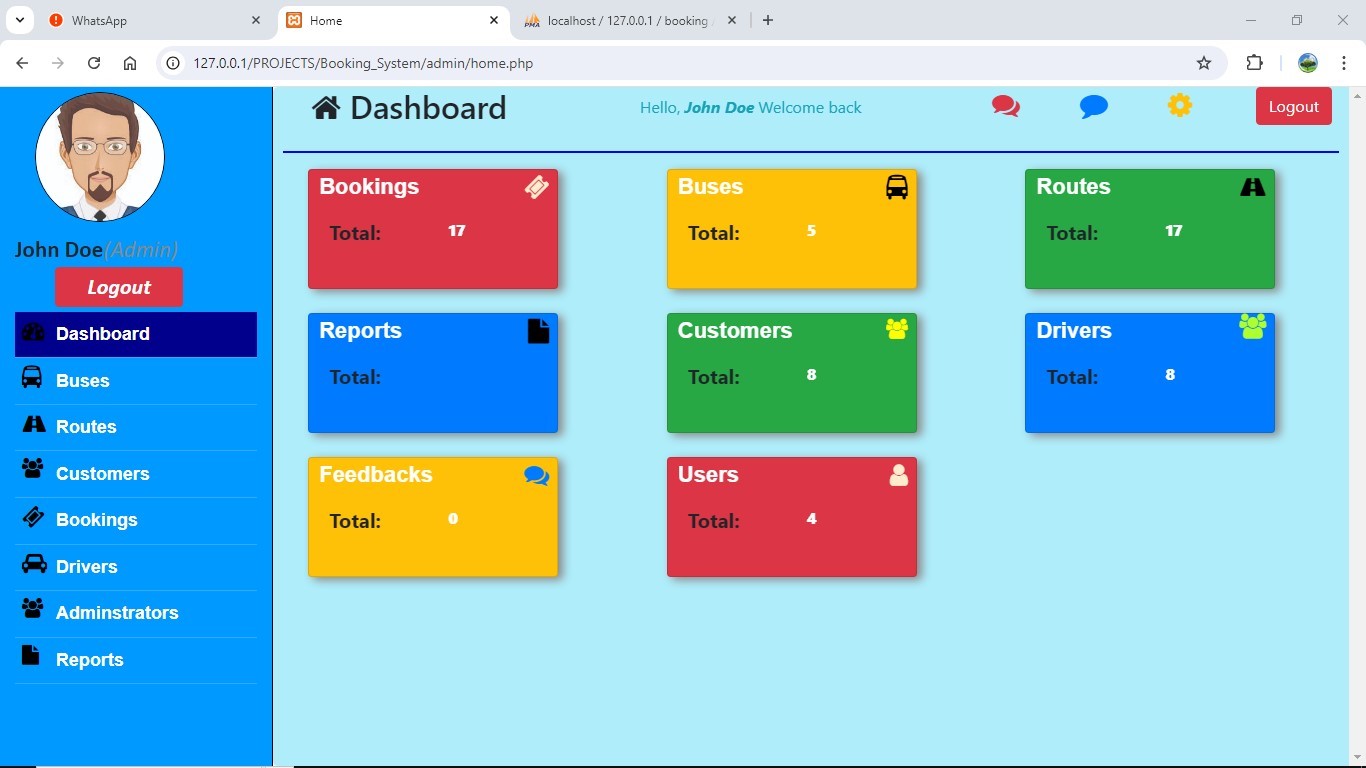 WhatsApp
Home
localhost / 127.0.0.1 / booking
127.0.0.1/PROJECTS/Booking_System/admin/home.php
John Doe(Admin)
Logout
Dashboard
Buses
Routes
Customers
Bookings
Drivers
Adminstrators
Reports
Dashboard
Hello, John Doe Welcome back
Logout
Bookings
Total: 17
Buses
Total: 5
Routes
Total: 17
Reports
Total:
Customers
Total: 8
Drivers
Total: 8
Feedbacks
Total: 0
Users
Total: 4